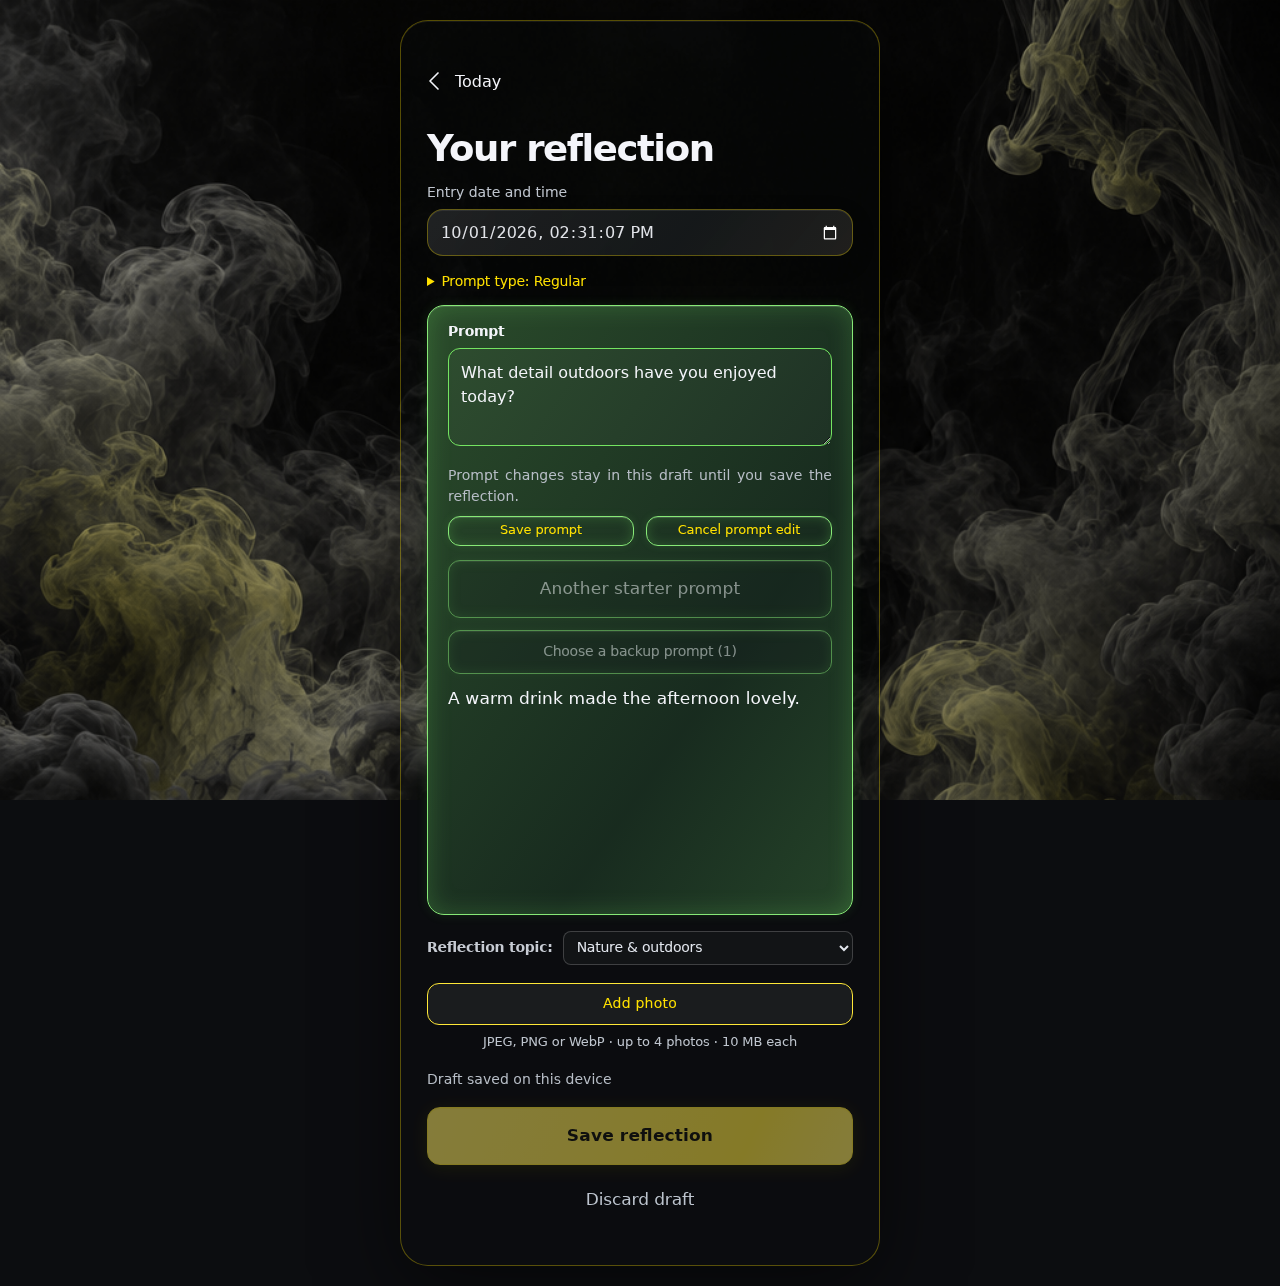 Today
Your reflection
Entry date and time
10/01/2026, 02:31:07 PM
Prompt type: Regular
Prompt
What detail outdoors have you enjoyed
today?
Prompt changes stay in this draft until you save the
reflection.
Save prompt
Cancel prompt edit
Another starter prompt
Choose a backup prompt (1)
A warm drink made the afternoon lovely.
Reflection topic:
Nature & outdoors
Add photo
JPEG, PNG or WebP · up to 4 photos · 10 MB each
Draft saved on this device
Save reflection
Discard draft